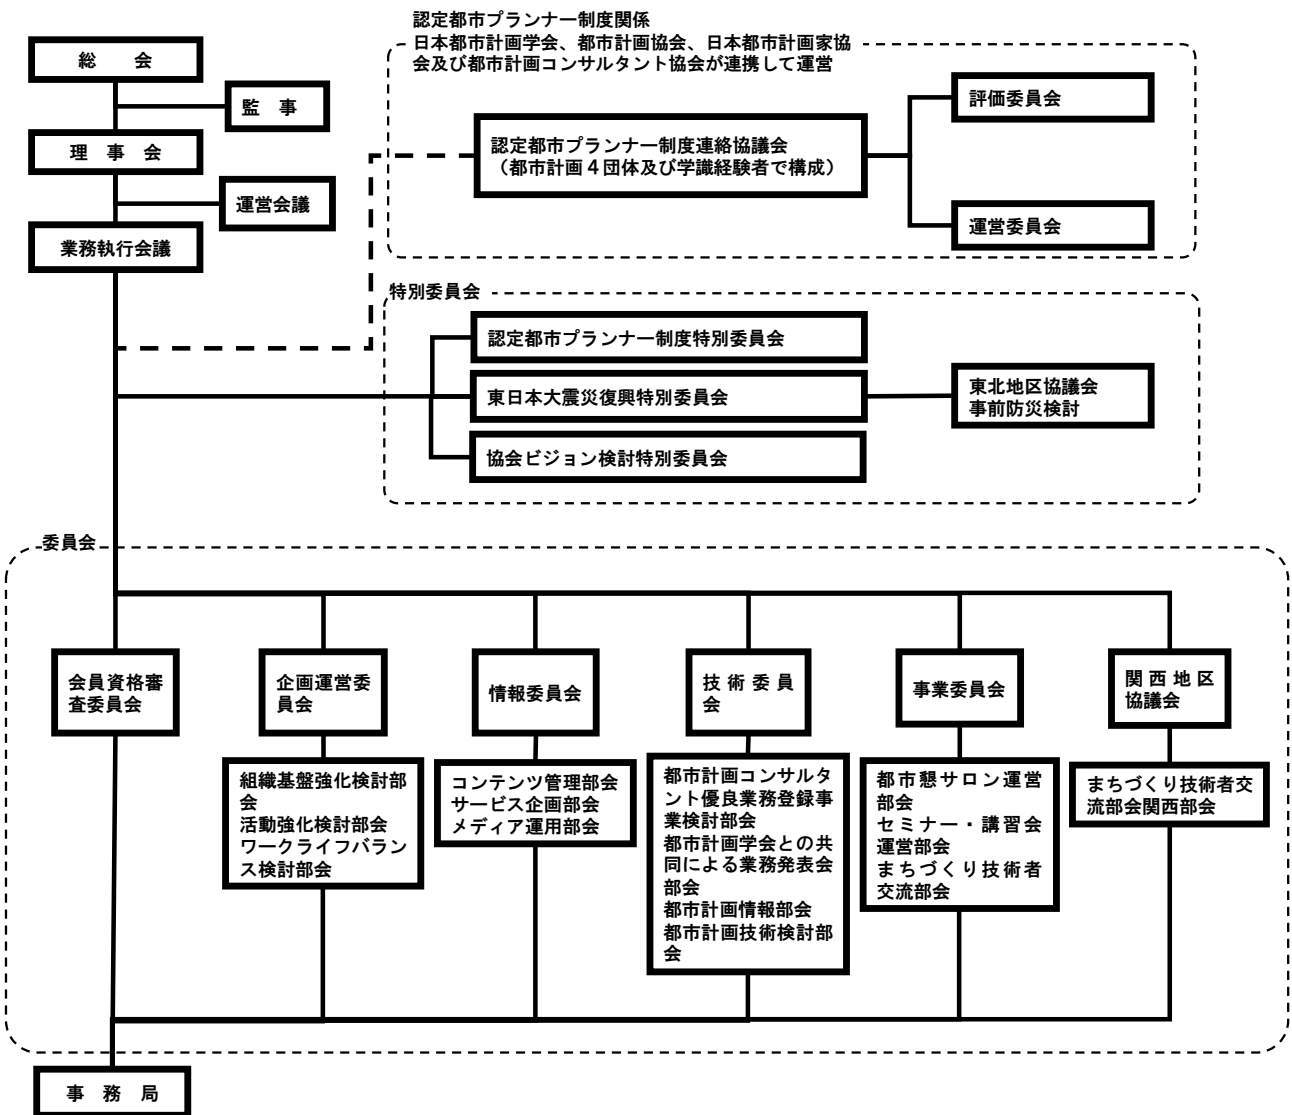 認定都市プランナー制度関係
日本都市計画学会、都市計画協会、日本都市計画家協
会及び都市計画コンサルタント協会が連携して運営
総　会
監　事
理　事　会
運営会議
業務執行会議
認定都市プランナー制度連絡協議会
（都市計画４団体及び学識経験者で構成）
評価委員会
運営委員会
特別委員会
認定都市プランナー制度特別委員会
東日本大震災復興特別委員会
協会ビジョン検討特別委員会
東北地区協議会
事前防災検討
委員会
会員資格審
査委員会
企画運営委
員会
情報委員会
技術委員
会
事業委員会
関西地区
協議会
組織基盤強化検討部
会
活動強化検討部会
ワークライフバラン
ス検討部会
コンテンツ管理部会
サービス企画部会
メディア運用部会
都市計画コンサルタ
ント優良業務登録事
業検討部会
都市計画学会との共
同による業務発表会
部会
都市計画情報部会
都市計画技術検討部
会
都市懇サロン運営
部会
セミナー・講習会
運営部会
まちづくり技術者
交流部会
まちづくり技術者交
流部会関西部会
事　務　局